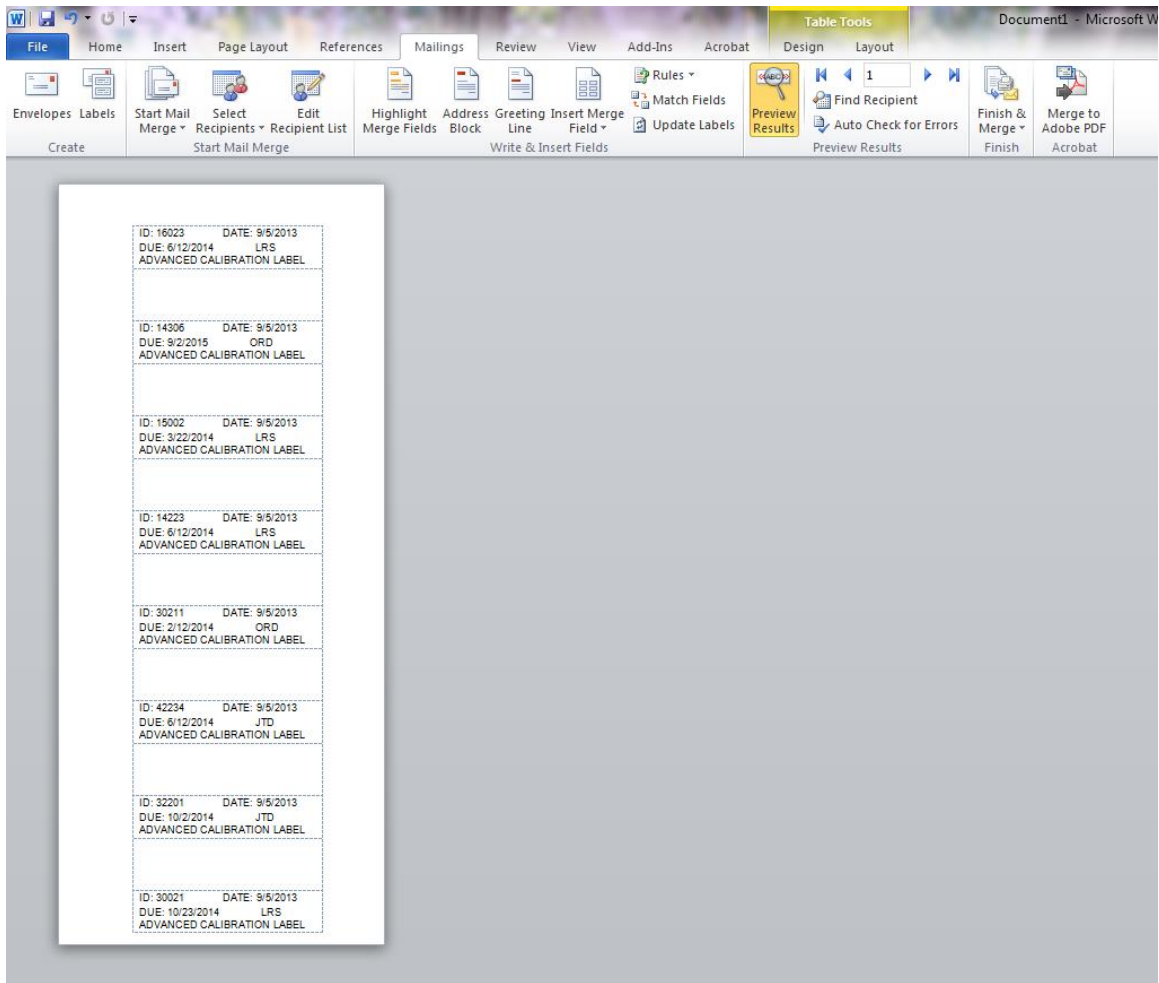 W Table Tools Document1 - Microsoft W
File Home Insert Page Layout References Mailings Review View Add-Ins Acrobat Design Layout
Envelopes Labels Start Mail Merge Select Recipients Edit Recipient List Highlight Merge Fields Address Block Greeting Line Insert Merge Field Rules Match Fields Update Labels «ABC» Preview Results 1 Find Recipient Auto Check for Errors Finish & Merge Merge to Adobe PDF
Create Start Mail Merge Write & Insert Fields Preview Results Finish Acrobat
ID: 16023 DATE: 9/5/2013
DUE: 6/12/2014 LRS
ADVANCED CALIBRATION LABEL
ID: 14306 DATE: 9/5/2013
DUE: 9/2/2015 ORD
ADVANCED CALIBRATION LABEL
ID: 15002 DATE: 9/5/2013
DUE: 3/22/2014 LRS
ADVANCED CALIBRATION LABEL
ID: 14223 DATE: 9/5/2013
DUE: 6/12/2014 LRS
ADVANCED CALIBRATION LABEL
ID: 30211 DATE: 9/5/2013
DUE: 2/12/2014 ORD
ADVANCED CALIBRATION LABEL
ID: 42234 DATE: 9/5/2013
DUE: 6/12/2014 JTD
ADVANCED CALIBRATION LABEL
ID: 32201 DATE: 9/5/2013
DUE: 10/2/2014 JTD
ADVANCED CALIBRATION LABEL
ID: 30021 DATE: 9/5/2013
DUE: 10/23/2014 LRS
ADVANCED CALIBRATION LABEL